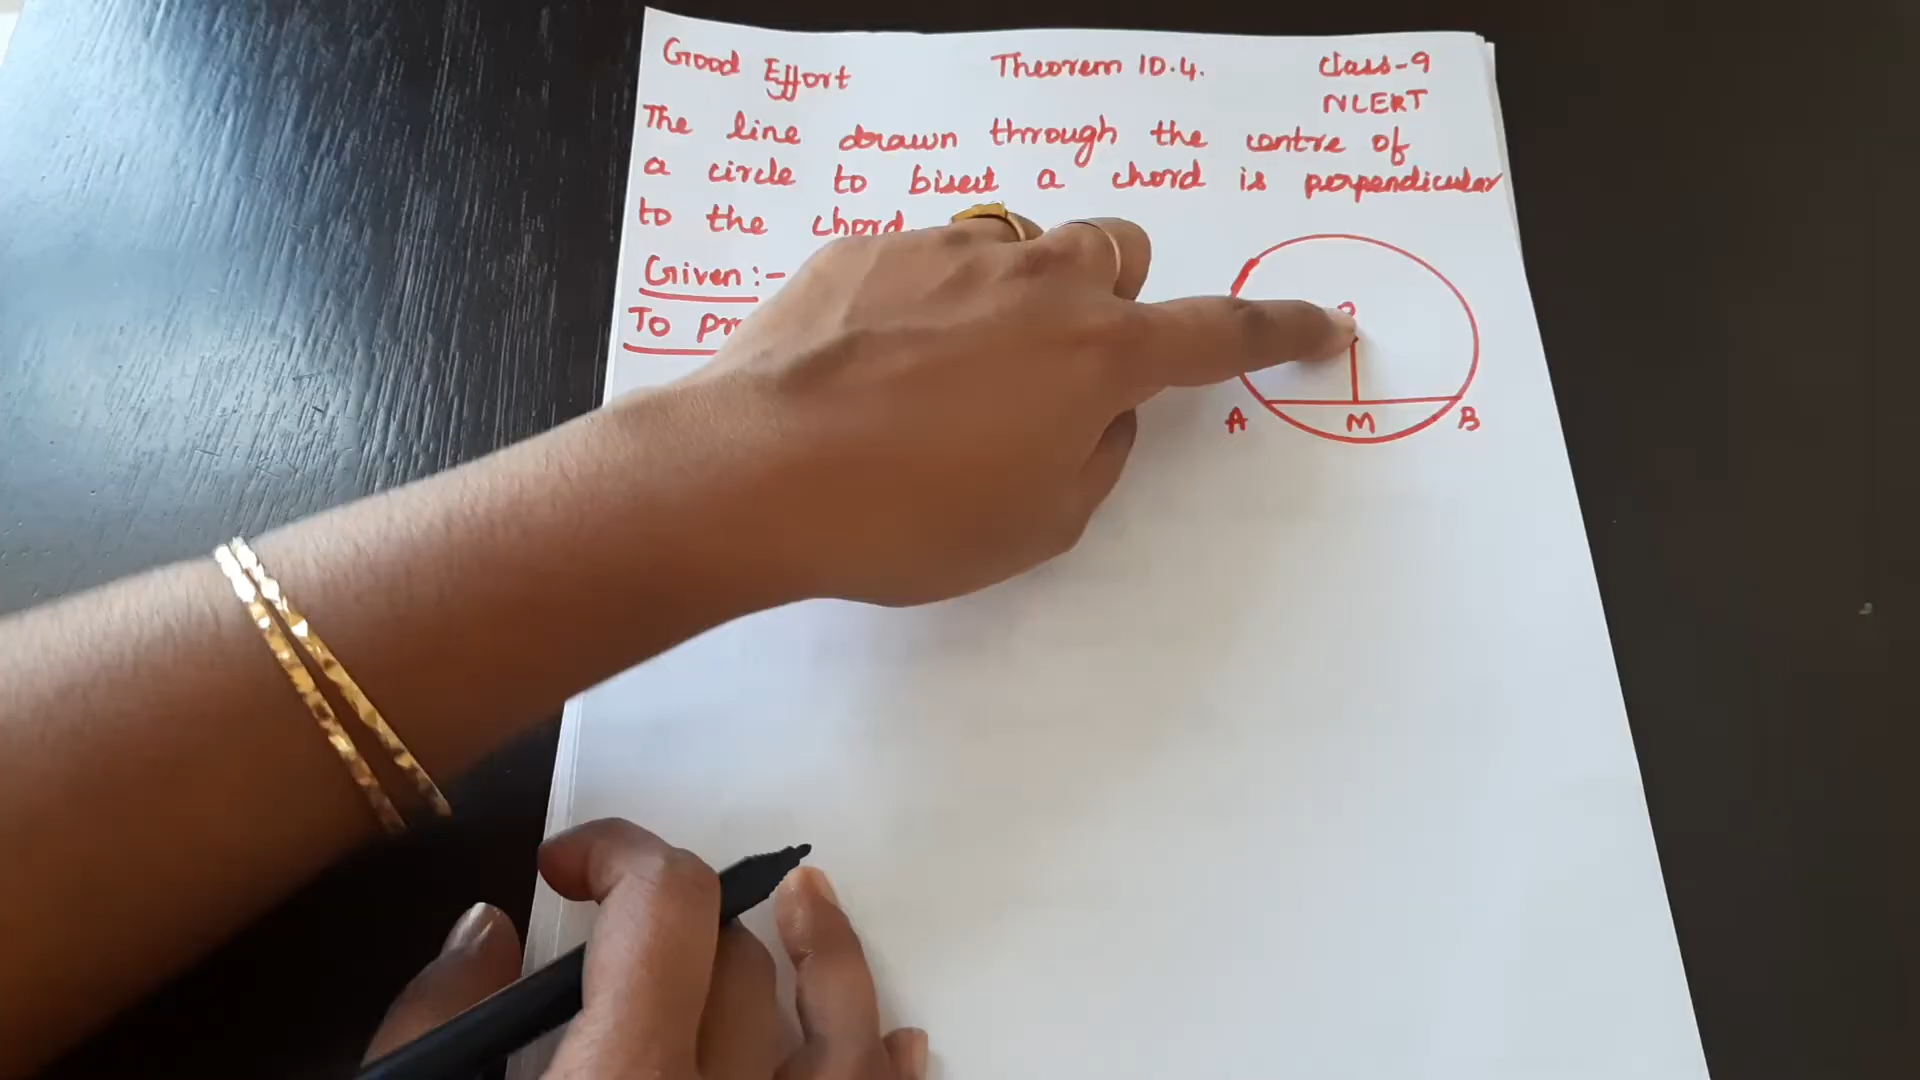 Good Effort Theorem 10.4. Class-9
NCERT
The line drawn through the centre of
a circle to bisect a chord is perpendicular
to the chord.
Given :-
To pr
O
A M B